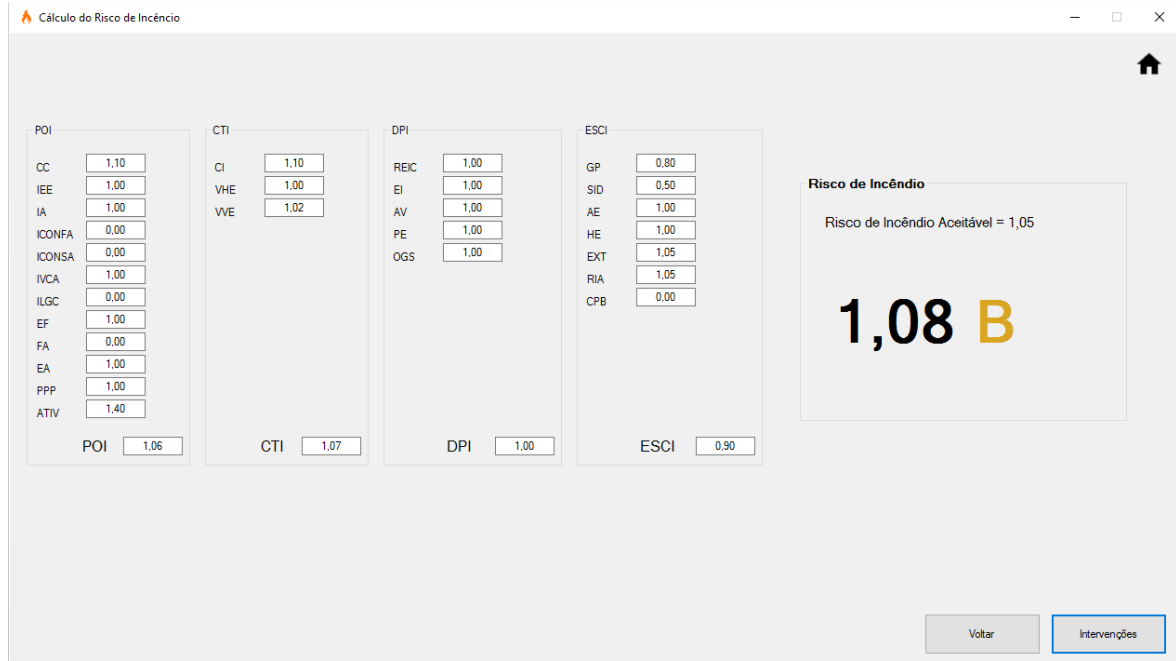 Cálculo do Risco de Incêncio
POI
CC 1,10
IEE 1,00
IA 1,00
ICONFA 0,00
ICONSA 0,00
IVCA 1,00
ILGC 0,00
EF 1,00
FA 0,00
EA 1,00
PPP 1,00
ATIV 1,40
POI 1,06
CTI
CI 1,10
VHE 1,00
VVE 1,02
CTI 1,07
DPI
REIC 1,00
EI 1,00
AV 1,00
PE 1,00
OGS 1,00
DPI 1,00
ESCI
GP 0,80
SID 0,50
AE 1,00
HE 1,00
EXT 1,05
RIA 1,05
CPB 0,00
ESCI 0,90
Risco de Incêndio
Risco de Incêndio Aceitável = 1,05
1,08 B
Voltar
Intervenções